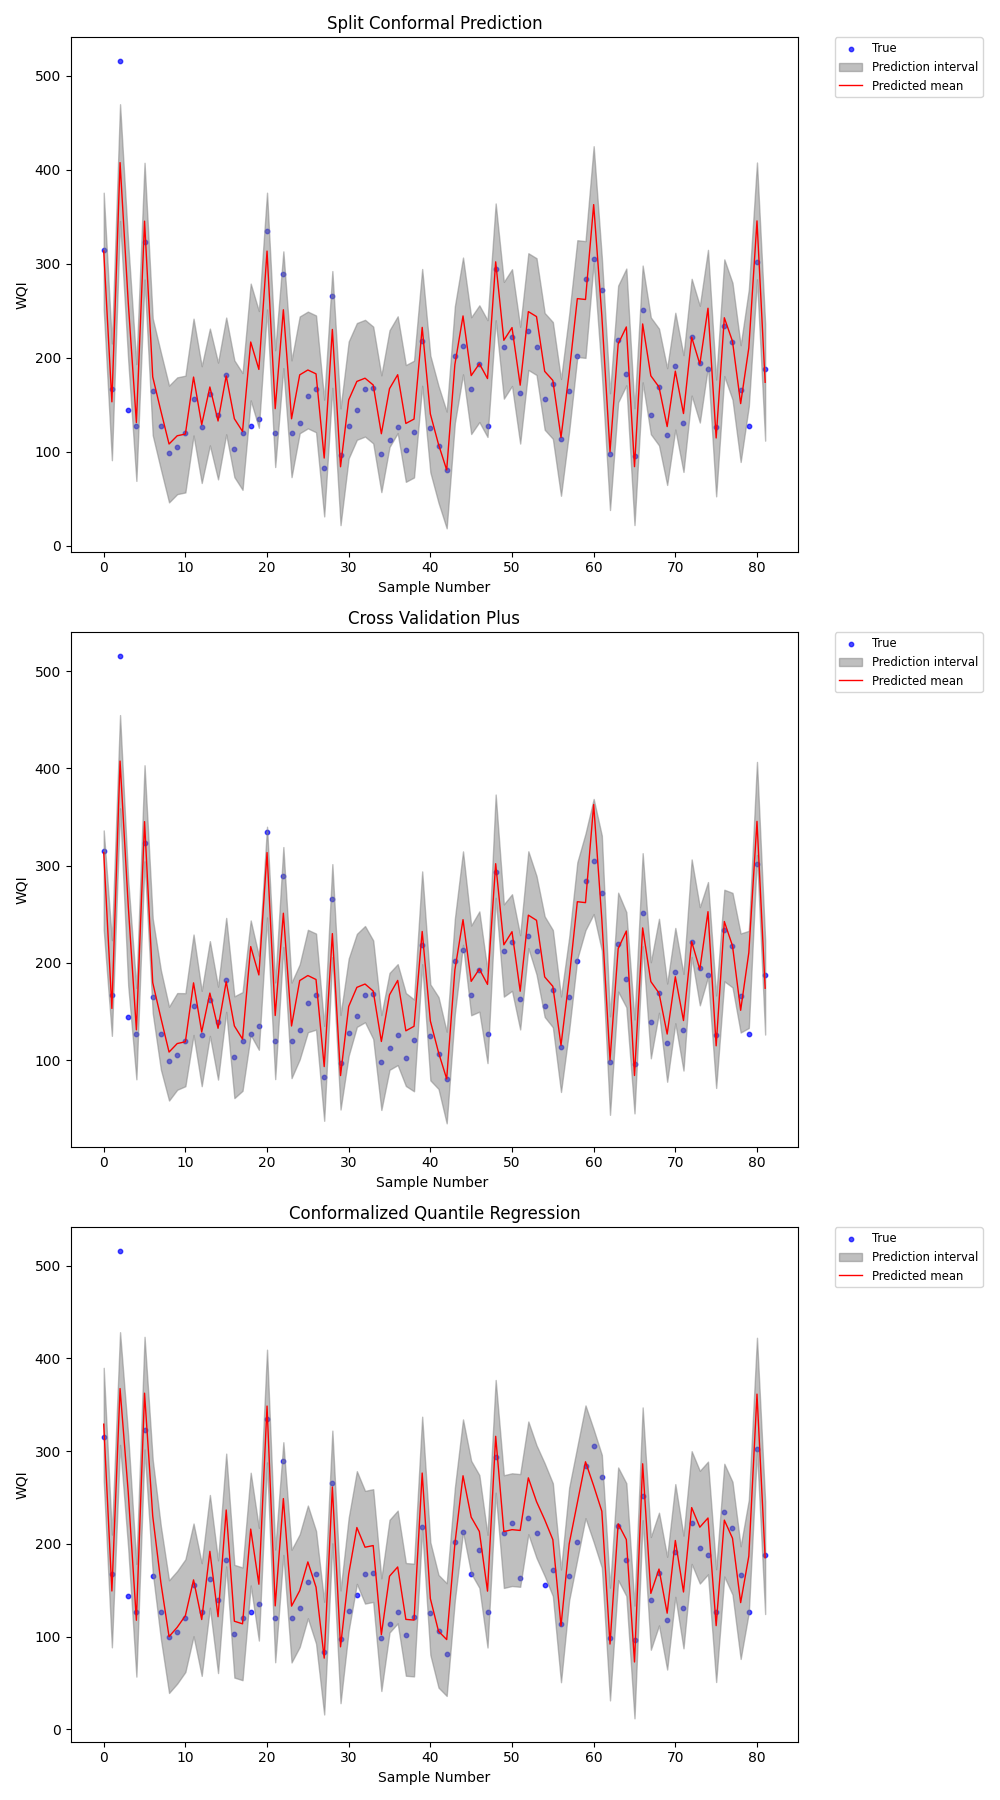 Split Conformal Prediction
500
400
300
200
100
0
WQI
0 10 20 30 40 50 60 70 80
Sample Number
True
Prediction interval
Predicted mean
Cross Validation Plus
500
400
300
200
100
WQI
0 10 20 30 40 50 60 70 80
Sample Number
True
Prediction interval
Predicted mean
Conformalized Quantile Regression
500
400
300
200
100
0
WQI
0 10 20 30 40 50 60 70 80
Sample Number
True
Prediction interval
Predicted mean